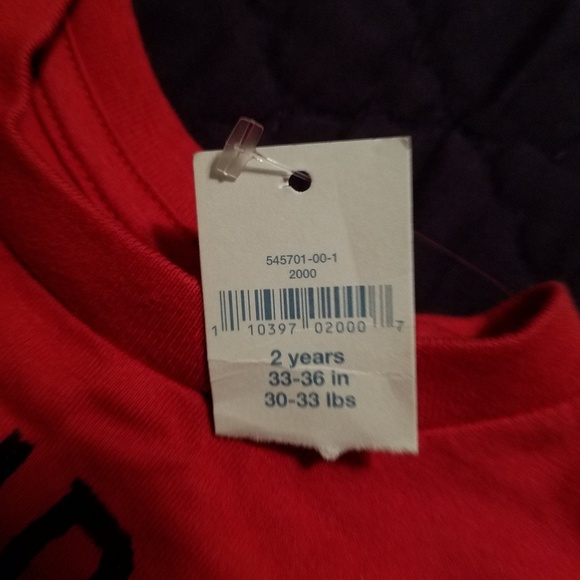 545701-00-1
2000
1 10397 02000 7
2 years
33-36 in
30-33 lbs